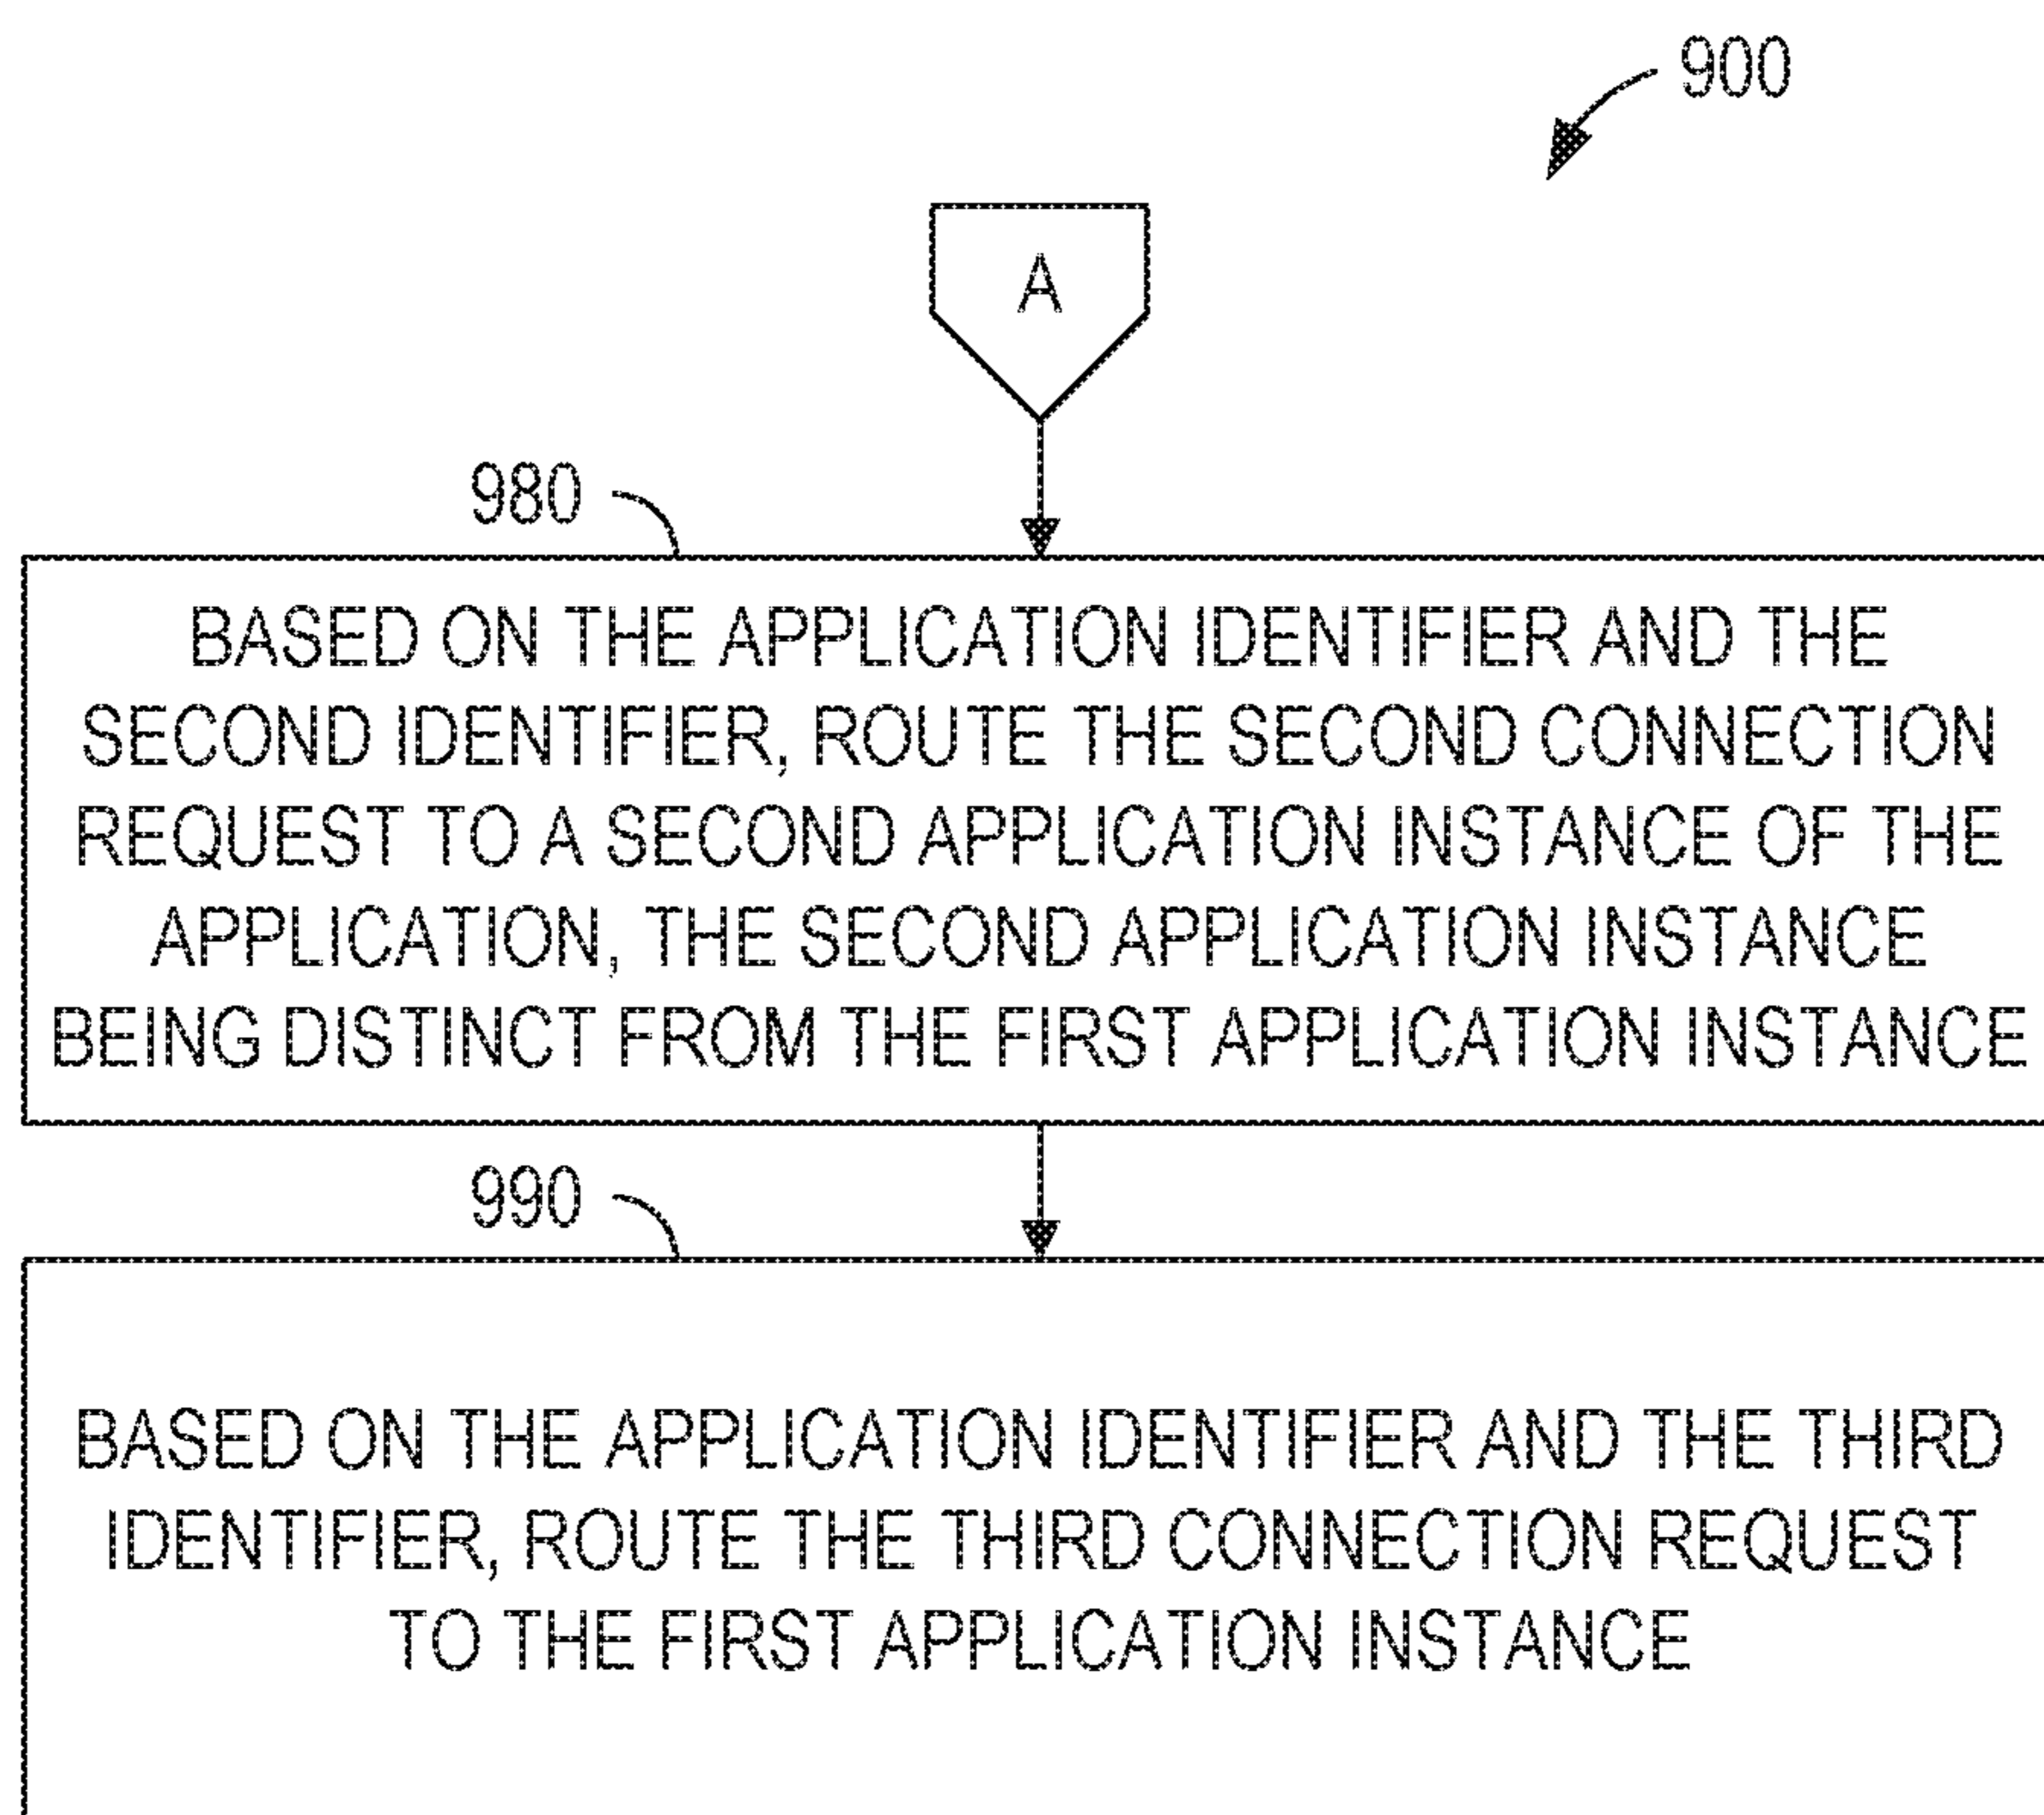 900
A
980
BASED ON THE APPLICATION IDENTIFIER AND THE
SECOND IDENTIFIER, ROUTE THE SECOND CONNECTION
REQUEST TO A SECOND APPLICATION INSTANCE OF THE
APPLICATION, THE SECOND APPLICATION INSTANCE
BEING DISTINCT FROM THE FIRST APPLICATION INSTANCE
990
BASED ON THE APPLICATION IDENTIFIER AND THE THIRD
IDENTIFIER, ROUTE THE THIRD CONNECTION REQUEST
TO THE FIRST APPLICATION INSTANCE